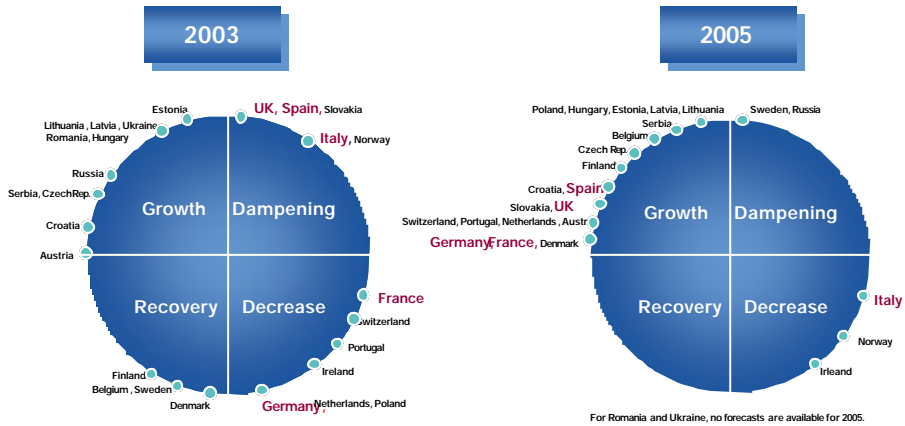 2003
Estonia
UK, Spain, Slovakia
Lithuania, Latvia, Ukraine
Romania, Hungary
Italy, Norway
Russia
Serbia, Czech Rep.
Growth
Dampening
Croatia
Austria
Recovery
Decrease
France
Switzerland
Portugal
Ireland
Finland
Belgium, Sweden
Denmark
Germany, Netherlands, Poland
2005
Poland, Hungary, Estonia, Latvia, Lithuania
Sweden, Russia
Serbia
Belgium
Czech Rep.
Finland
Croatia, Spain
Slovakia, UK
Switzerland, Portugal, Netherlands, Austr
Germany, France, Denmark
Growth
Dampening
Recovery
Decrease
Italy
Norway
Irleand
For Romania and Ukraine, no forecasts are available for 2005.